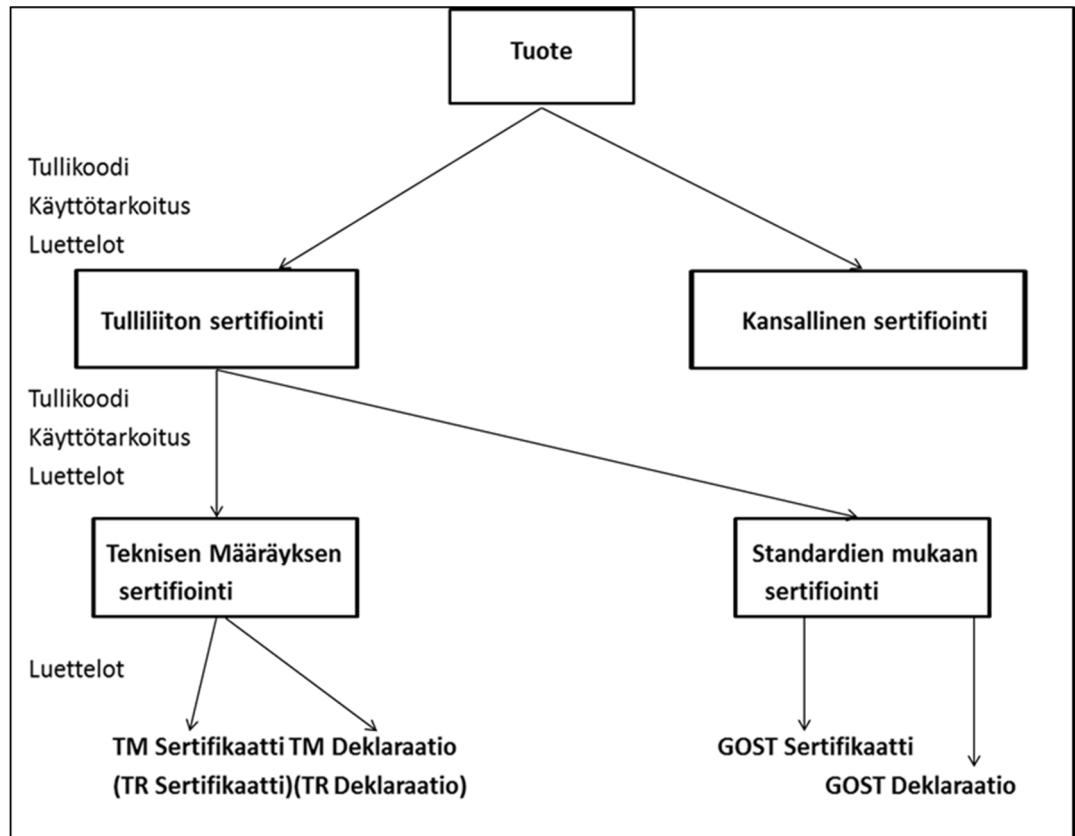 Tuote
Tullikoodi
Käyttötarkoitus
Luettelot
Tulliliiton sertifiointi
Kansallinen sertifiointi
Tullikoodi
Käyttötarkoitus
Luettelot
Teknisen Määräyksen
sertifiointi
Standardien mukaan
sertifiointi
Luettelot
TM Sertifikaatti TM Deklaraatio
(TR Sertifikaatti)(TR Deklaraatio)
GOST Sertifikaatti
GOST Deklaraatio